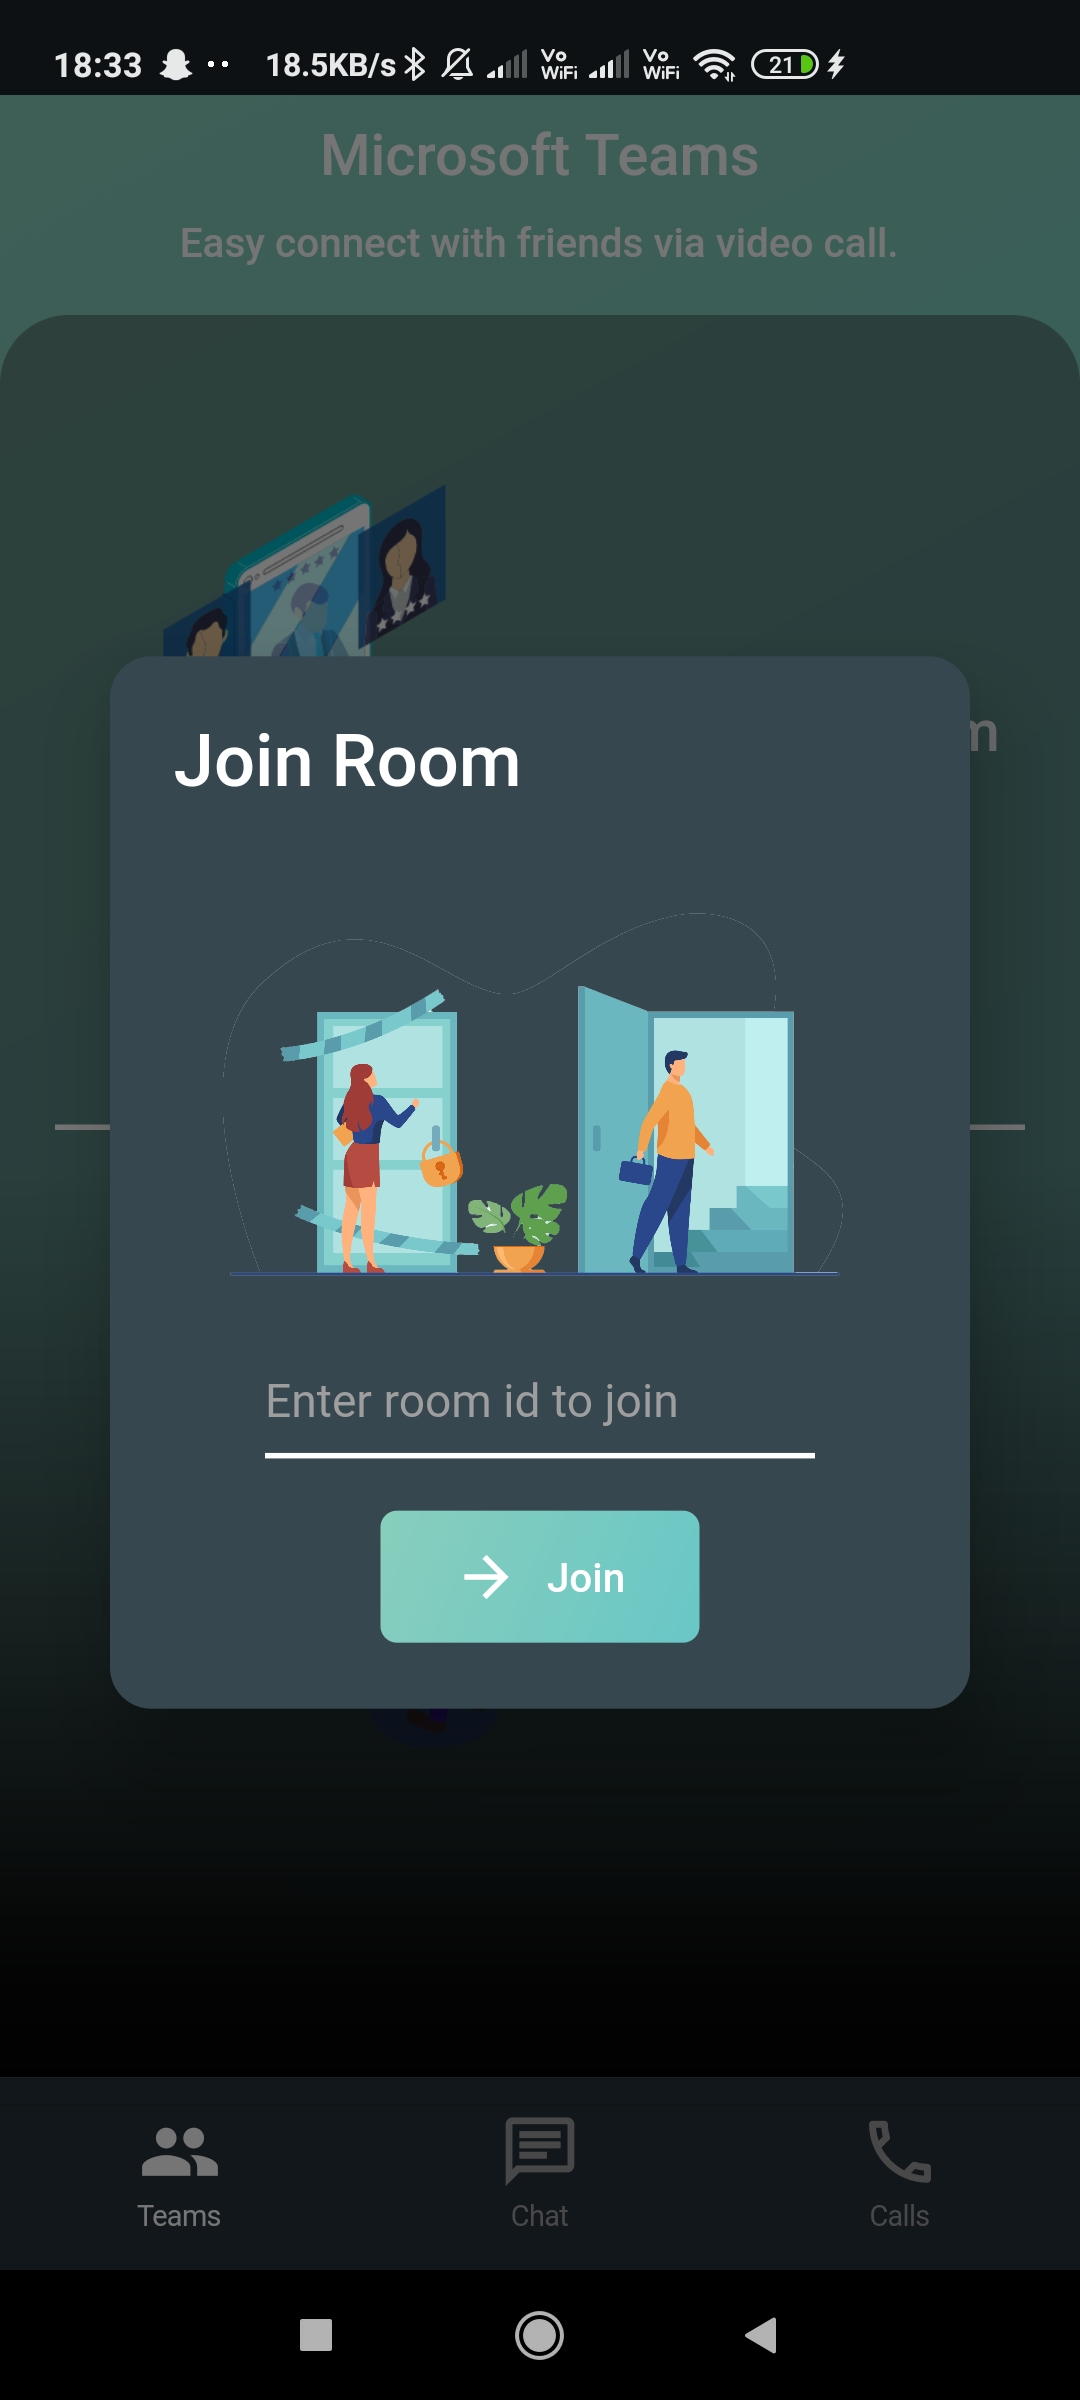 18:33 18.5KB/s Vo WiFi Vo WiFi 21
Microsoft Teams
Easy connect with friends via video call.
m
Join Room
Enter room id to join
Join
Teams Chat Calls